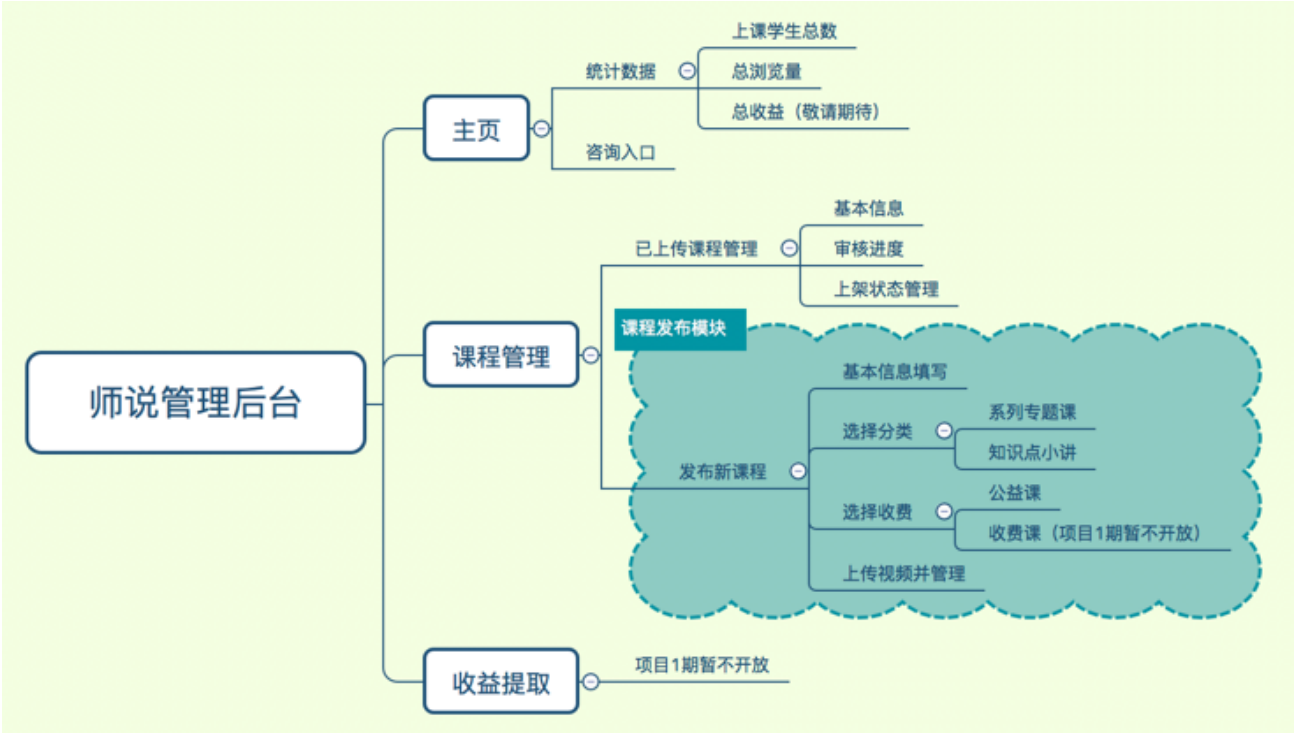 师说管理后台
主页
统计数据
上课学生总数
总浏览量
总收益（敬请期待）
咨询入口
课程管理
已上传课程管理
基本信息
审核进度
上架状态管理
课程发布模块
发布新课程
基本信息填写
选择分类
系列专题课
知识点小讲
选择收费
公益课
收费课（项目1期暂不开放）
上传视频并管理
收益提取
项目1期暂不开放